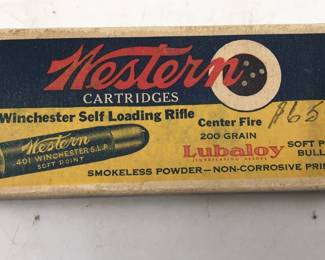 Western
CARTRIDGES
Winchester Self Loading Rifle
Center Fire
Western
.401 WINCHESTER S.L.R.
SOFT POINT
200 GRAIN
Lubaloy
SOFT P
BULL
SMOKELESS POWDER—NON-CORROSIVE PRI